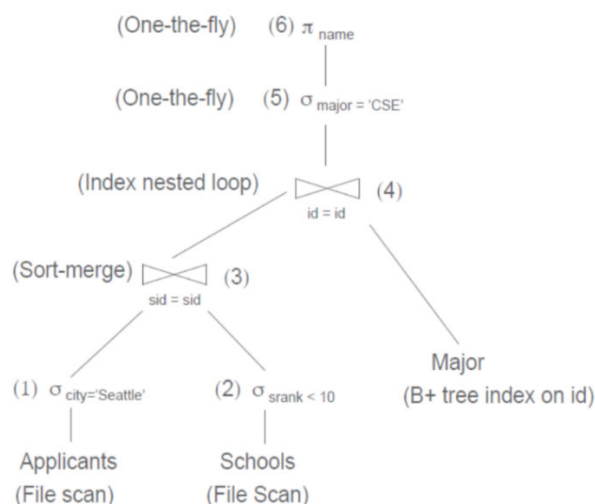 (One-the-fly) (6) π name
(One-the-fly) (5) σ major = 'CSE'
(Index nested loop) (4)
id = id
(Sort-merge) (3)
sid = sid
(1) σ city='Seattle' (2) σ srank < 10
Major
(B+ tree index on id)
Applicants Schools
(File scan) (File Scan)